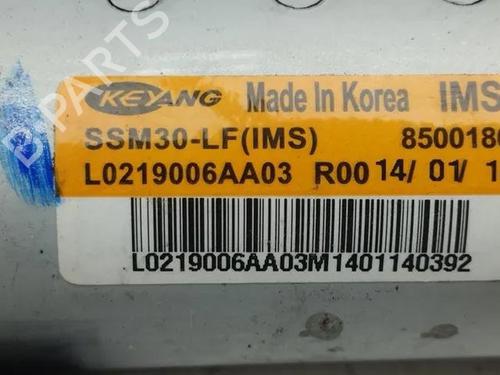 KEYANG Made In Korea IMS
SSM30-LF(IMS) 850018
L0219006AA03 R00 14/ 01/ 1
L0219006AA03M1401140392
B PARTS